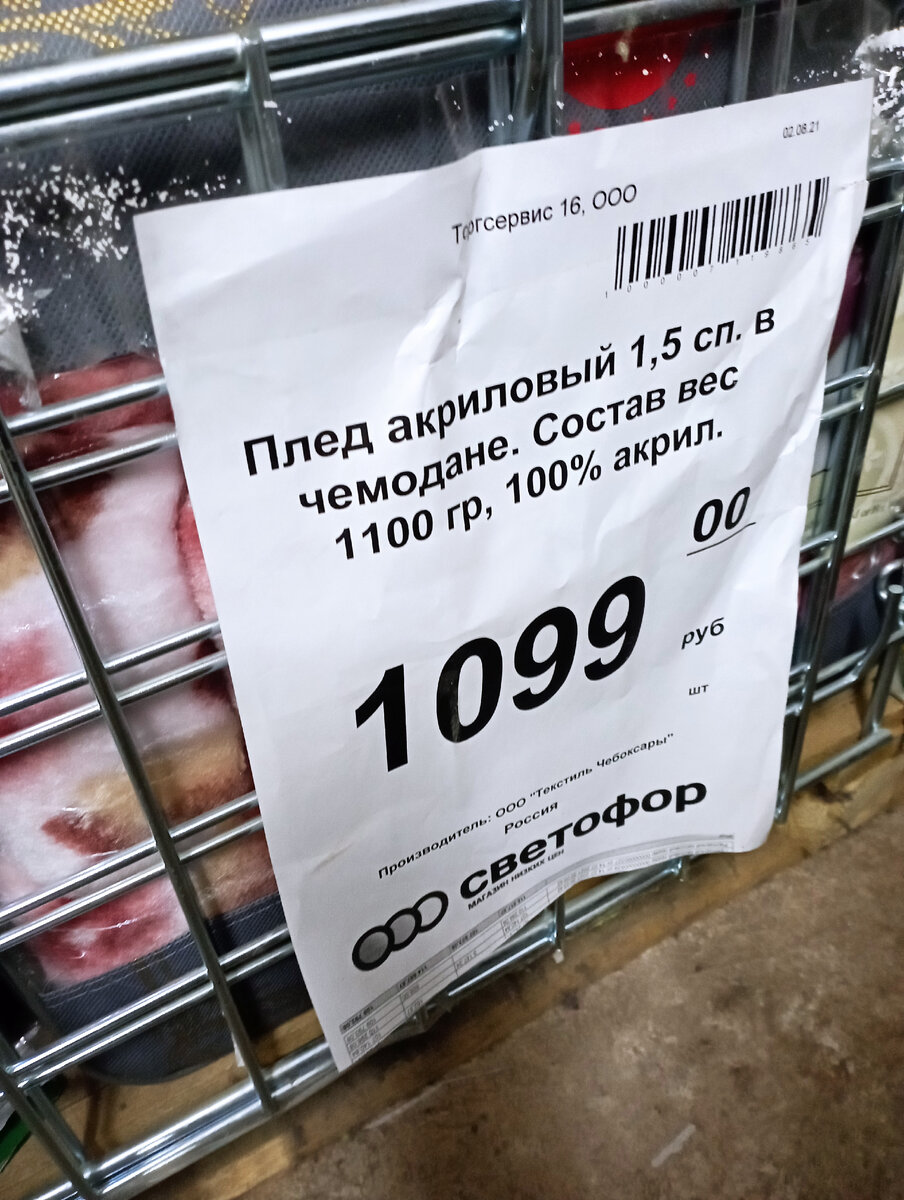 02.08.21
Торгсервис 16, ООО
Плед акриловый 1,5 сп. в
чемодане. Состав вес
1100 гр, 100% акрил.
1099 00
руб
шт
Производитель: ООО "Текстиль Чебоксары"
Россия
светофор
МАГАЗИН НИЗКИХ ЦЕН